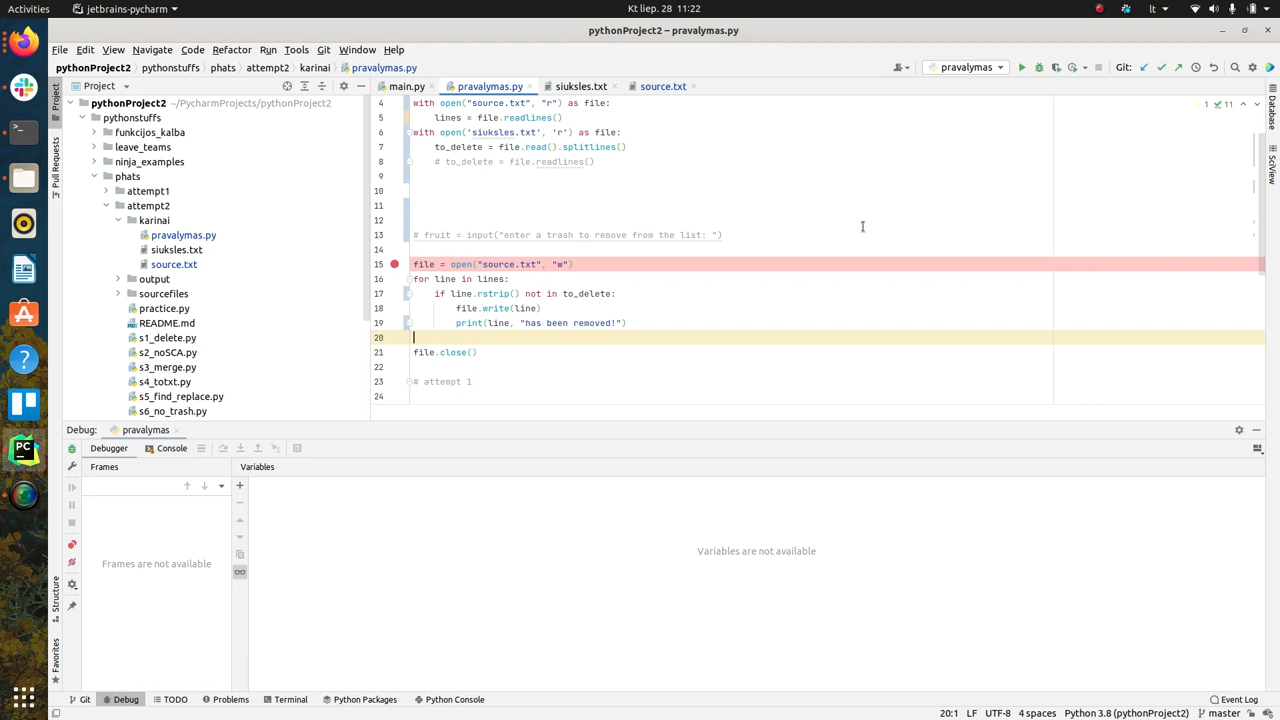 Activities
jetbrains-pycharm
Kt liep. 28 11:22
lt
pythonProject2 – pravalymas.py
File Edit View Navigate Code Refactor Run Tools Git Window Help
pythonProject2 pythonstuffs phats attempt2 karinai pravalymas.py
pravalymas
Git:
Project
main.py
pravalymas.py
siuksles.txt
source.txt
Project
Pull Requests
Structure
Favorites
Database
SciView
pythonProject2 ~/PycharmProjects/pythonProject2
pythonstuffs
funkcijos_kalba
leave_teams
ninja_examples
phats
attempt1
attempt2
karinai
pravalymas.py
siuksles.txt
source.txt
output
sourcefiles
practice.py
README.md
s1_delete.py
s2_noSCA.py
s3_merge.py
s4_totxt.py
s5_find_replace.py
s6_no_trash.py
1 11
4 with open("source.txt", "r") as file:
5 lines = file.readlines()
6 with open('siuksles.txt', 'r') as file:
7 to_delete = file.read().splitlines()
8 # to_delete = file.readlines()
9
10
11
12
13 # fruit = input("enter a trash to remove from the list: ")
14
15 file = open("source.txt", "w")
16 for line in lines:
17 if line.rstrip() not in to_delete:
18 file.write(line)
19 print(line, "has been removed!")
20
21 file.close()
22
23 # attempt 1
24
Debug: pravalymas
Debugger Console
Frames
Variables
Frames are not available
Variables are not available
Git Debug TODO Problems Terminal Python Packages Python Console
Event Log
20:1 LF UTF-8 4 spaces Python 3.8 (pythonProject2) master